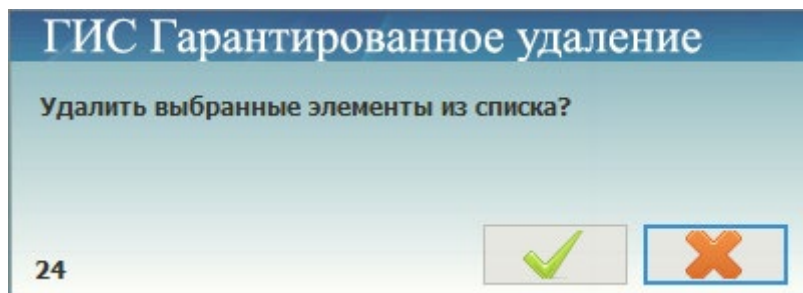 ГИС Гарантированное удаление
Удалить выбранные элементы из списка?
24